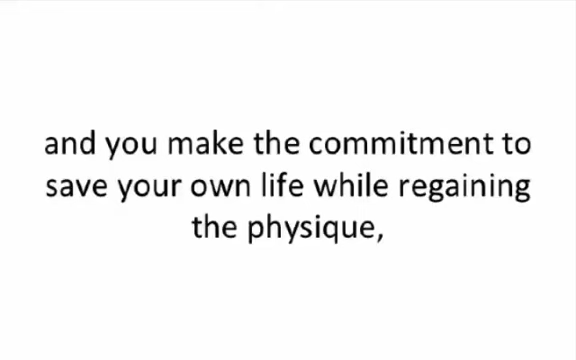 and you make the commitment to
save your own life while regaining
the physique,